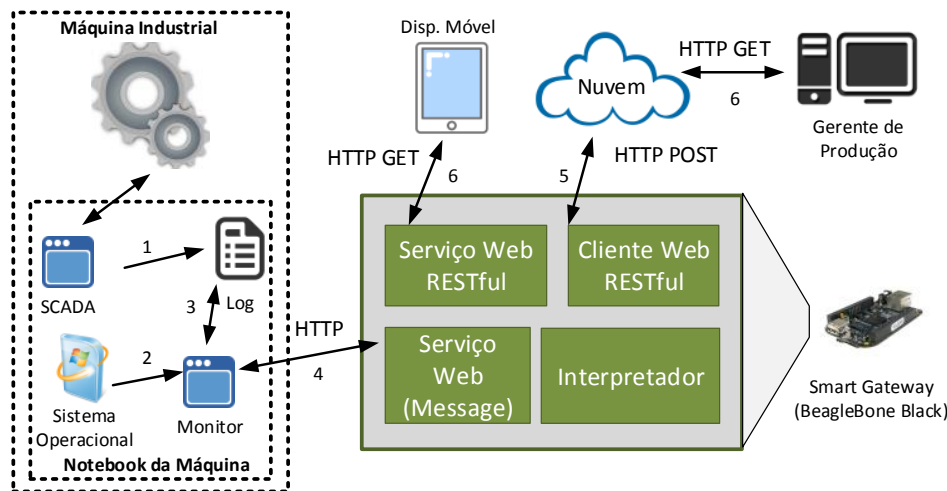 Máquina Industrial
Disp. Móvel
Nuvem
HTTP GET
6
Gerente de
Produção
HTTP GET
6
5
HTTP POST
Serviço Web
RESTful
Cliente Web
RESTful
Serviço
Web
(Message)
Interpretador
Smart Gateway
(BeagleBone Black)
1
SCADA
Log
3
2
HTTP
4
Sistema
Operacional
Monitor
Notebook da Máquina